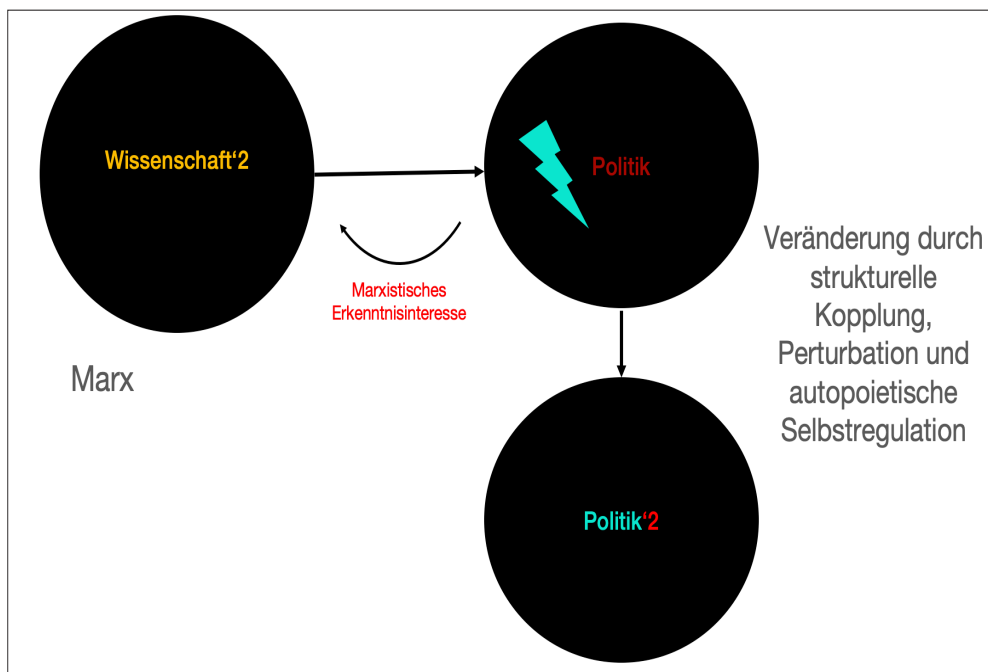 Wissenschaft‘2
Politik
Marxistisches
Erkenntnisinteresse
Marx
Veränderung durch
strukturelle
Kopplung,
Perturbation und
autopoietische
Selbstregulation
Politik‘2